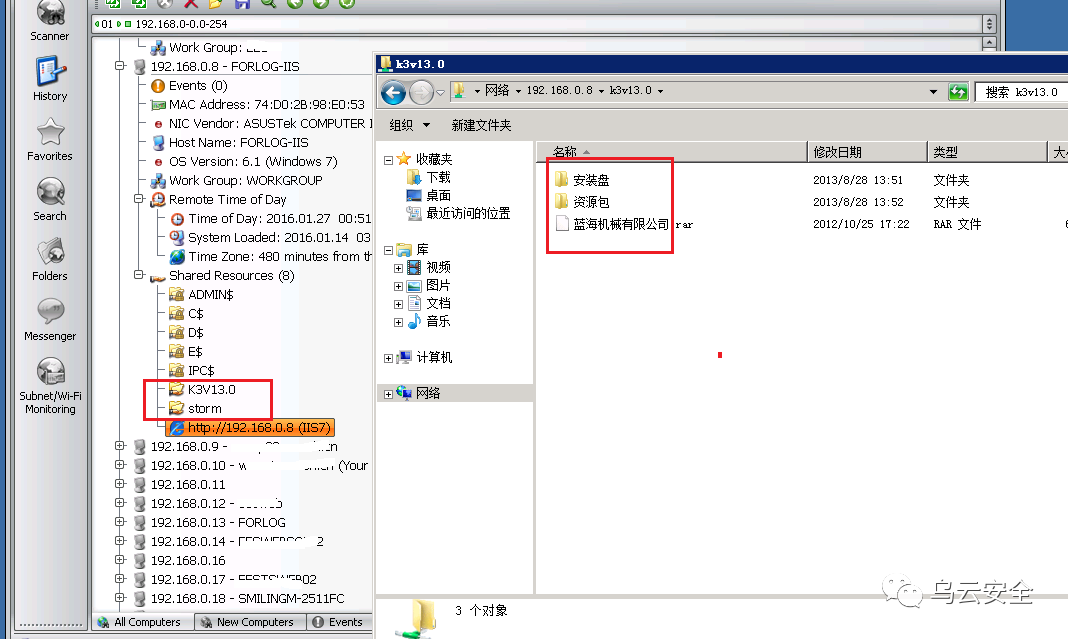 Scanner
History
Favorites
Search
Folders
Messenger
Subnet/Wi-Fi
Monitoring
01
192.168.0-0.0-254
Work Group:
192.168.0.8 - FORLOG-IIS
Events (0)
MAC Address: 74:D0:2B:98:E0:53
NIC Vendor: ASUSTek COMPUTER
Host Name: FORLOG-IIS
OS Version: 6.1 (Windows 7)
Work Group: WORKGROUP
Remote Time of Day
Time of Day: 2016.01.27 00:51
System Loaded: 2016.01.14 03
Time Zone: 480 minutes from th
Shared Resources (8)
ADMIN$
C$
D$
E$
IPC$
K3V13.0
storm
http://192.168.0.8 (IIS7)
192.168.0.9 -
192.168.0.10 - (Your
192.168.0.11
192.168.0.12 -
192.168.0.13 - FORLOG
192.168.0.14 -
192.168.0.16
192.168.0.17 -
192.168.0.18 - SMILINGM-2511FC
All Computers
New Computers
Events
k3v13.0
网络 192.168.0.8 k3v13.0
搜索 k3v13.0
组织 新建文件夹
收藏夹
下载
桌面
最近访问的位置
库
视频
图片
文档
音乐
计算机
网络
名称 修改日期 类型 大
安装盘 2013/8/28 13:51 文件夹
资源包 2013/8/28 13:52 文件夹
蓝海机械有限公司.rar 2012/10/25 17:22 RAR 文件 6
3 个对象
乌云安全